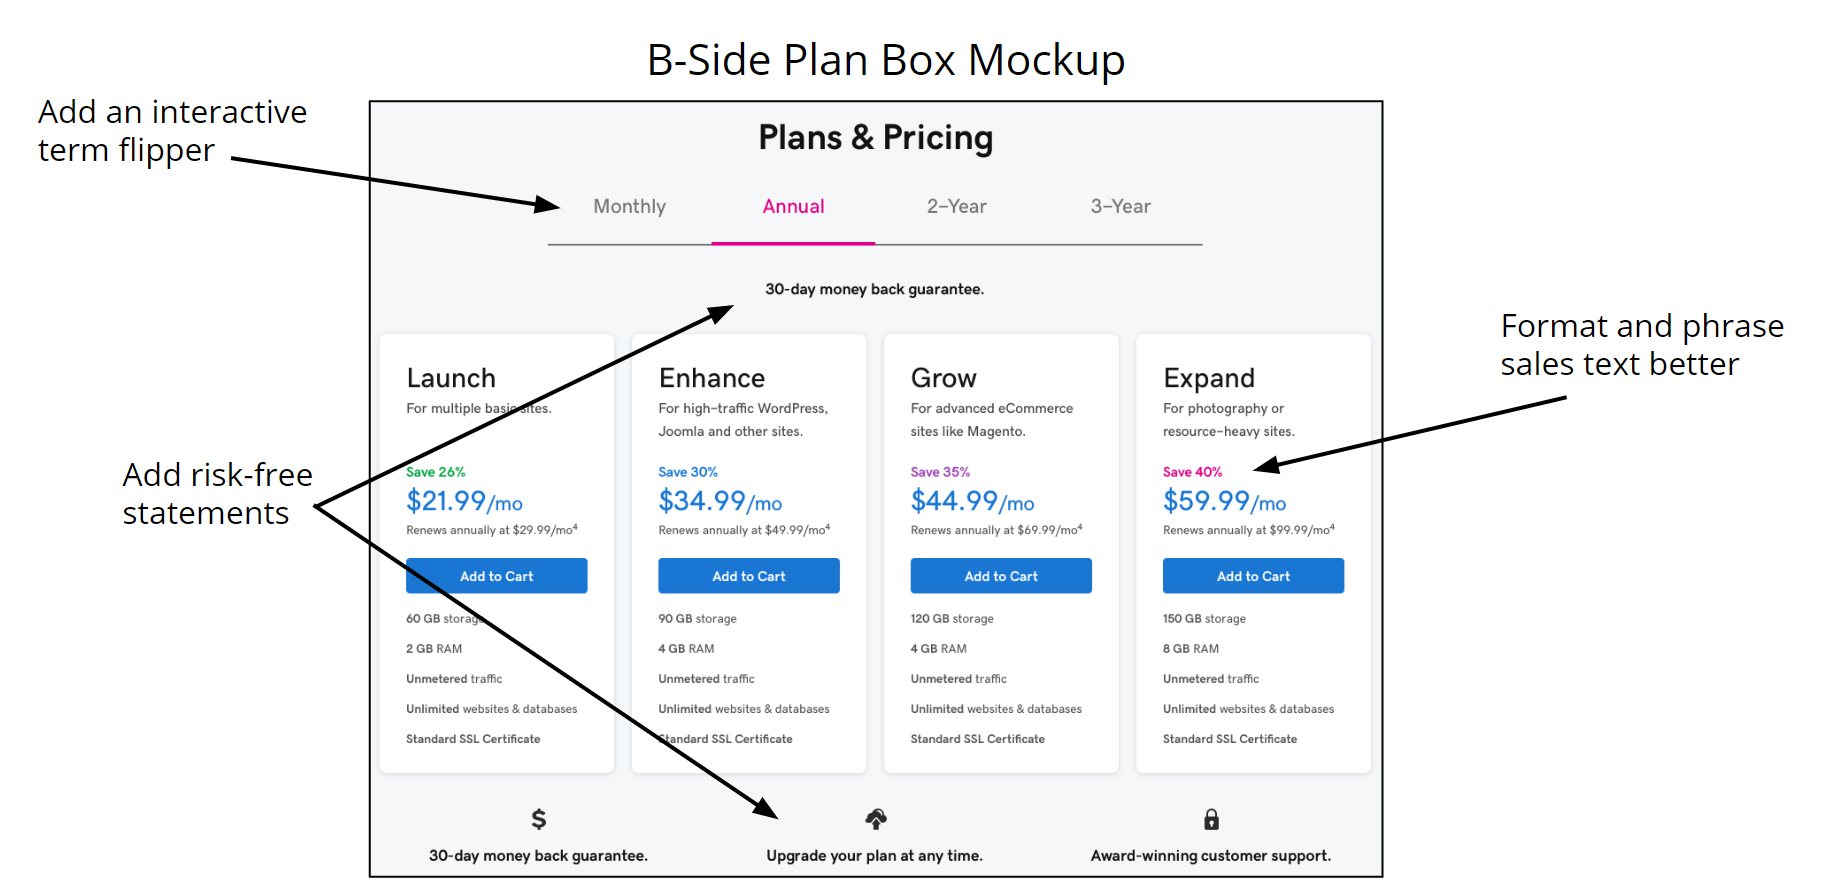 B-Side Plan Box Mockup
Add an interactive
term flipper
Plans & Pricing
Monthly
Annual
2-Year
3-Year
30-day money back guarantee.
Format and phrase
sales text better
Add risk-free
statements
Launch
For multiple basic sites.
Save 26%
$21.99/mo
Renews annually at $29.99/mo⁴
Add to Cart
60 GB storage
2 GB RAM
Unmetered traffic
Unlimited websites & databases
Standard SSL Certificate
Enhance
For high-traffic WordPress,
Joomla and other sites.
Save 30%
$34.99/mo
Renews annually at $49.99/mo⁴
Add to Cart
90 GB storage
4 GB RAM
Unmetered traffic
Unlimited websites & databases
Standard SSL Certificate
Grow
For advanced eCommerce
sites like Magento.
Save 35%
$44.99/mo
Renews annually at $69.99/mo⁴
Add to Cart
120 GB storage
4 GB RAM
Unmetered traffic
Unlimited websites & databases
Standard SSL Certificate
Expand
For photography or
resource-heavy sites.
Save 40%
$59.99/mo
Renews annually at $99.99/mo⁴
Add to Cart
150 GB storage
8 GB RAM
Unmetered traffic
Unlimited websites & databases
Standard SSL Certificate
$
30-day money back guarantee.
Upgrade your plan at any time.
Award-winning customer support.